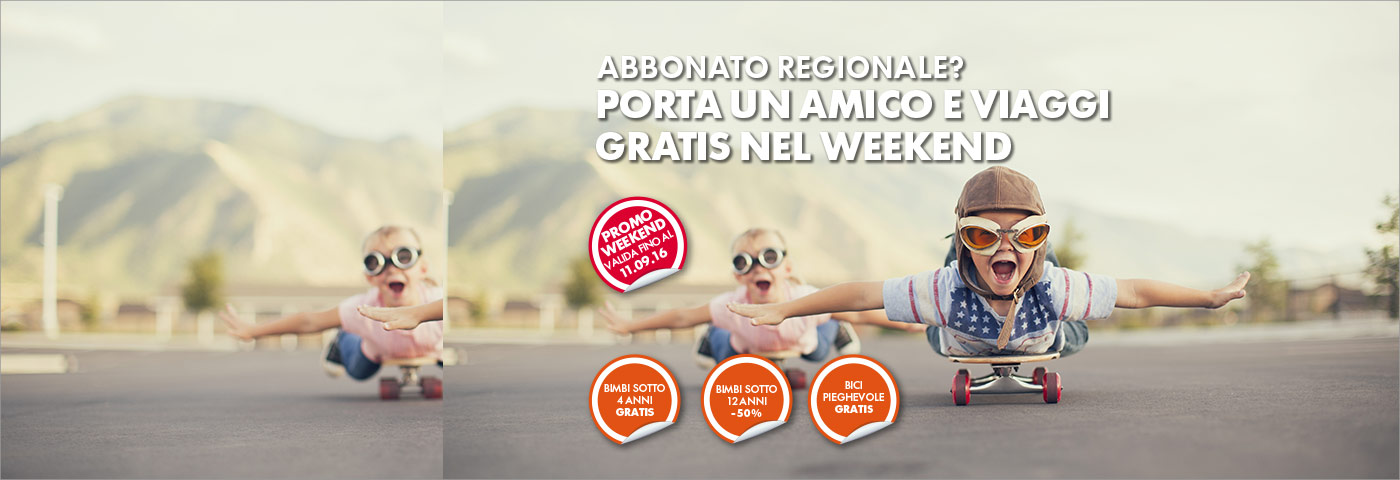 ABBONATO REGIONALE?
PORTA UN AMICO E VIAGGI
GRATIS NEL WEEKEND
PROMO
WEEKEND
VALIDA FINO AL
11.09.16
BIMBI SOTTO
4 ANNI
GRATIS
BIMBI SOTTO
12 ANNI
-50%
BICI
PIEGHEVOLE
GRATIS